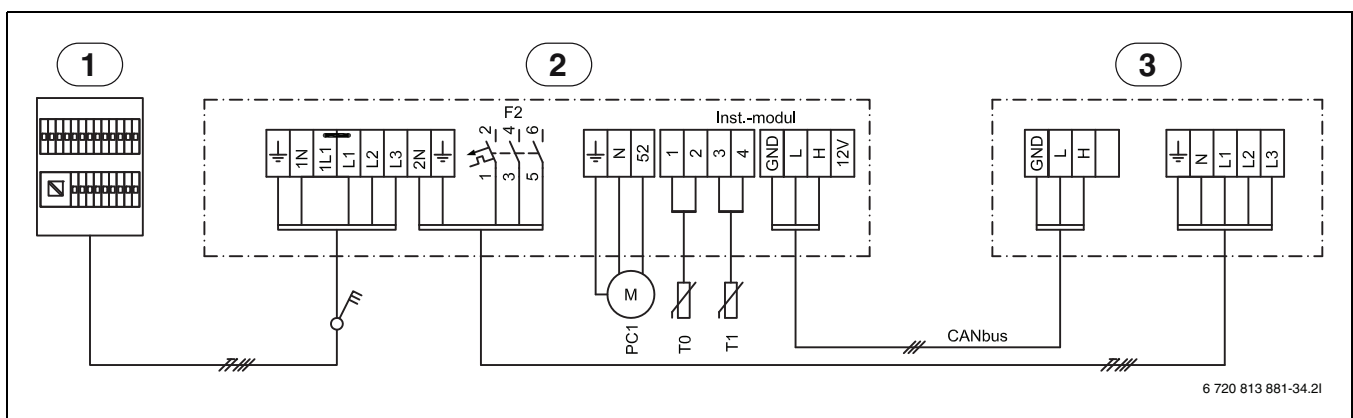 1
2
3
F2
Inst.-modul
1N
1L1
L1
L2
L3
2N
2
4
6
1
3
5
N
52
1
2
3
4
GND
L
H
12V
GND
L
H
N
L1
L2
L3
M
PC1
T0
T1
CANbus
6 720 813 881-34.2I